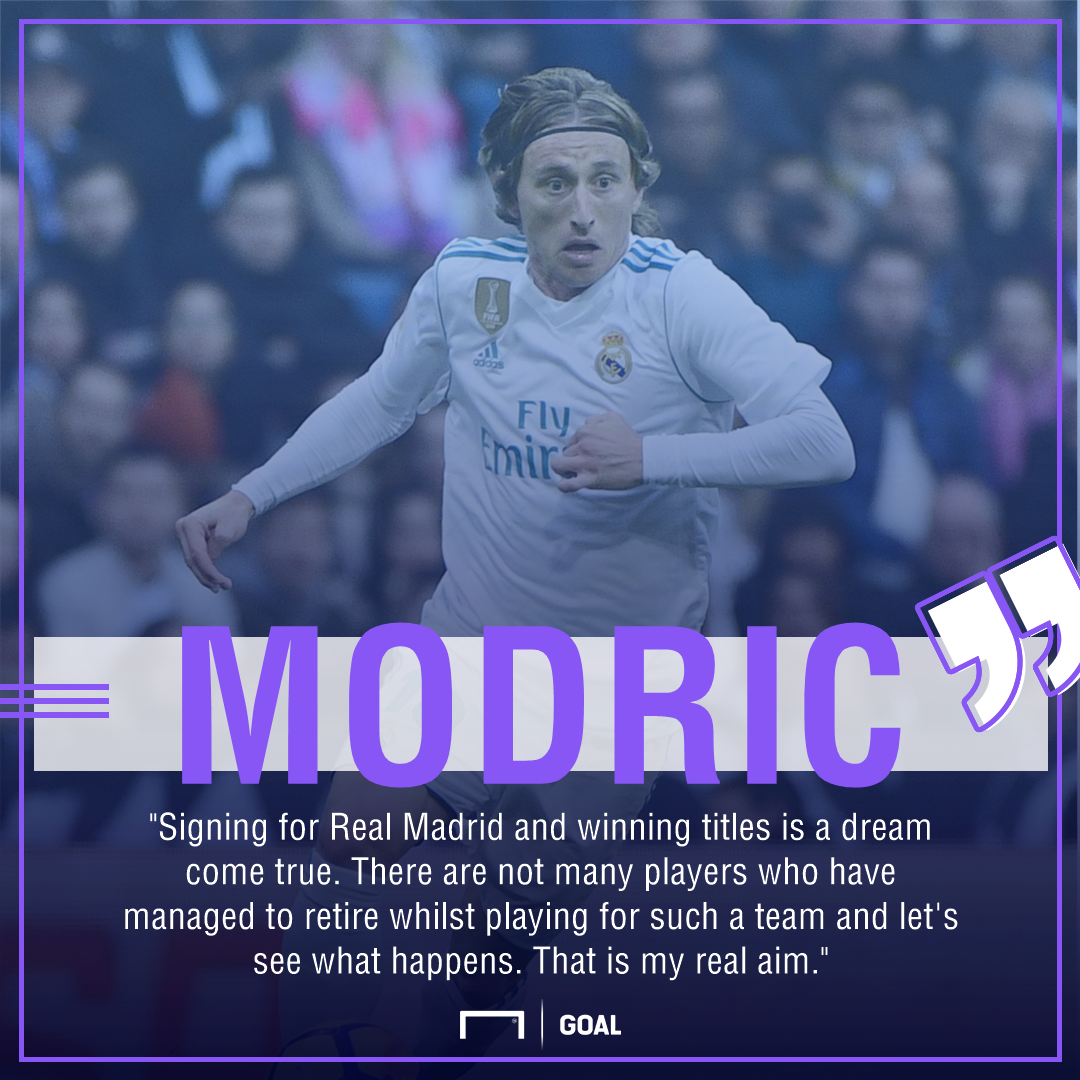 FIFA
adidas
Fly
Emir
MODRIC
"Signing for Real Madrid and winning titles is a dream
come true. There are not many players who have
managed to retire whilst playing for such a team and let's
see what happens. That is my real aim."
GOAL